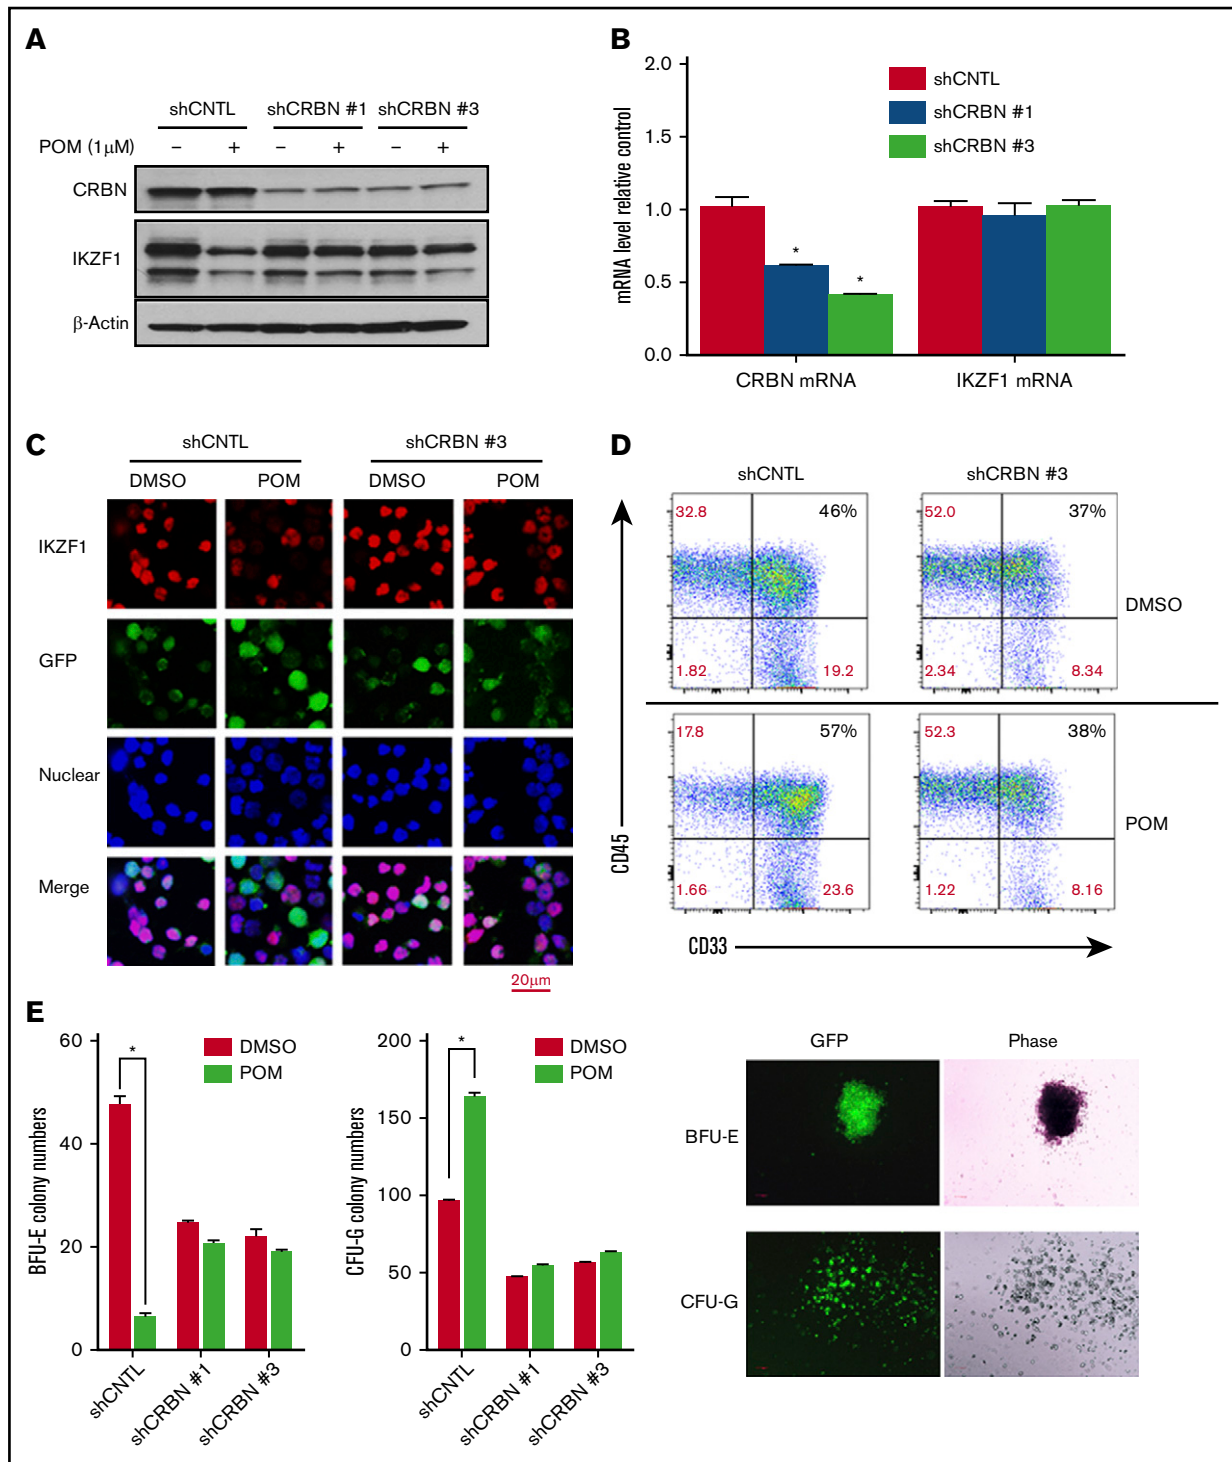 A
shCNTL shCRBN #1 shCRBN #3
POM (1μM) – + – + – +
CRBN
IKZF1
β-Actin
B
mRNA level relative control
2.0
1.5
1.0
0.5
0.0
shCNTL
shCRBN #1
shCRBN #3
*
*
CRBN mRNA IKZF1 mRNA
C
shCNTL shCRBN #3
DMSO POM DMSO POM
IKZF1
GFP
Nuclear
Merge
20μm
D
shCNTL shCRBN #3
32.8 46% 52.0 37%
DMSO
1.82 19.2 2.34 8.34
17.8 57% 52.3 38%
POM
1.66 23.6 1.22 8.16
CD45
CD33
E
BFU-E colony numbers
60
40
20
0
*
DMSO
POM
shCNTL
shCRBN #1
shCRBN #3
CFU-G colony numbers
200
150
100
50
0
*
DMSO
POM
shCNTL
shCRBN #1
shCRBN #3
GFP Phase
BFU-E
CFU-G